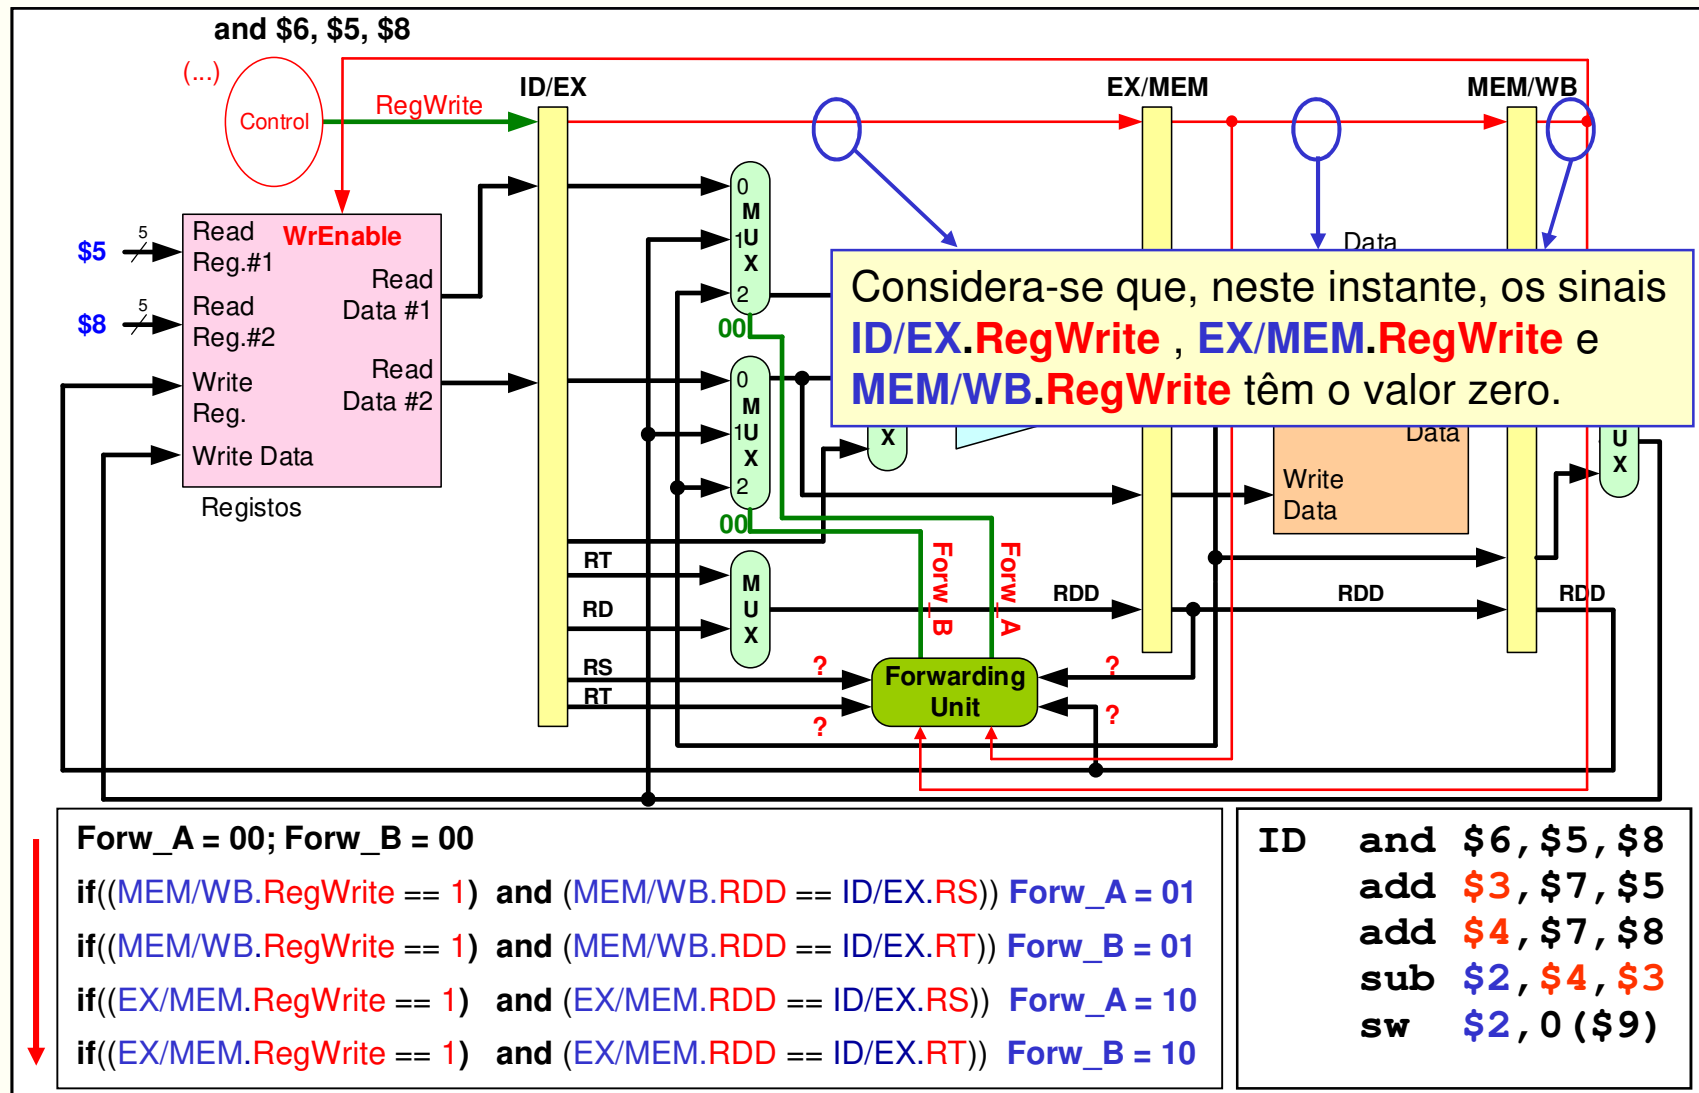 and $6, $5, $8
(...)
Control
RegWrite
ID/EX
EX/MEM
MEM/WB
$5
5
Read
Reg.#1
WrEnable
Read
Data #1
$8
5
Read
Reg.#2
Read
Data #2
Write
Reg.
Write Data
Registos
0
M
1U
X
2
00
0
M
1U
X
2
00
Data
Considera-se que, neste instante, os sinais
ID/EX.RegWrite , EX/MEM.RegWrite e
MEM/WB.RegWrite têm o valor zero.
X
Data
Write
Data
U
X
RT
RD
M
U
X
RDD
RDD
RDD
Forw_B
Forw_A
RS
RT
?
?
?
?
Forwarding
Unit
Forw_A = 00; Forw_B = 00
if((MEM/WB.RegWrite == 1) and (MEM/WB.RDD == ID/EX.RS)) Forw_A = 01
if((MEM/WB.RegWrite == 1) and (MEM/WB.RDD == ID/EX.RT)) Forw_B = 01
if((EX/MEM.RegWrite == 1) and (EX/MEM.RDD == ID/EX.RS)) Forw_A = 10
if((EX/MEM.RegWrite == 1) and (EX/MEM.RDD == ID/EX.RT)) Forw_B = 10
ID and $6,$5,$8
add $3,$7,$5
add $4,$7,$8
sub $2,$4,$3
sw $2,0($9)